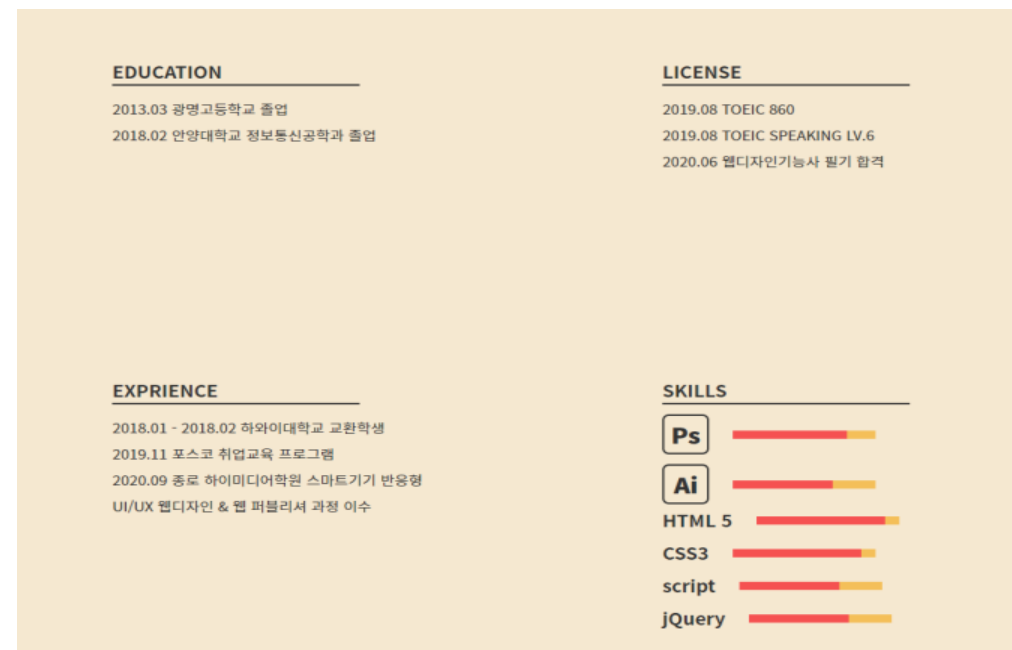 EDUCATION
2013.03 광명고등학교 졸업
2018.02 안양대학교 정보통신공학과 졸업
LICENSE
2019.08 TOEIC 860
2019.08 TOEIC SPEAKING LV.6
2020.06 웹디자인기능사 필기 합격
EXPRIENCE
2018.01 - 2018.02 하와이대학교 교환학생
2019.11 포스코 취업교육 프로그램
2020.09 종로 하이미디어학원 스마트기기 반응형
UI/UX 웹디자인 & 웹 퍼블리셔 과정 이수
SKILLS
Ps
Ai
HTML 5
CSS3
script
jQuery